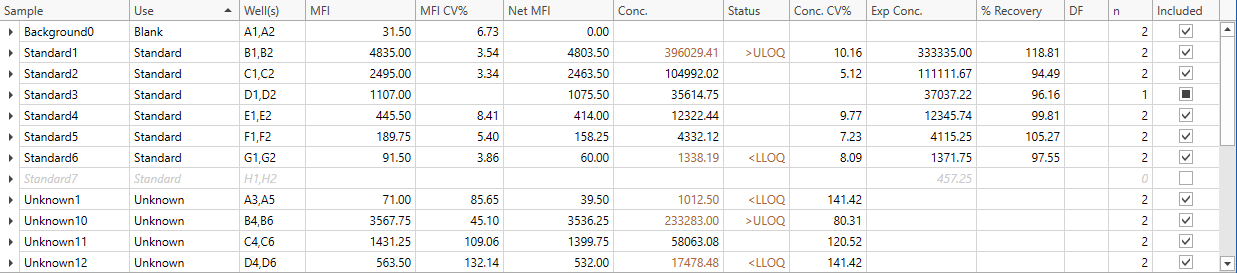 Sample Use Well(s) MFI MFI CV% Net MFI Conc. Status Conc. CV% Exp Conc. % Recovery DF n Included
Background0 Blank A1,A2 31.50 6.73 0.00 2
Standard1 Standard B1,B2 4835.00 3.54 4803.50 396029.41 >ULOQ 10.16 333335.00 118.81 2
Standard2 Standard C1,C2 2495.00 3.34 2463.50 104992.02 5.12 111111.67 94.49 2
Standard3 Standard D1,D2 1107.00 1075.50 35614.75 37037.22 96.16 1
Standard4 Standard E1,E2 445.50 8.41 414.00 12322.44 9.77 12345.74 99.81 2
Standard5 Standard F1,F2 189.75 5.40 158.25 4332.12 7.23 4115.25 105.27 2
Standard6 Standard G1,G2 91.50 3.86 60.00 1338.19 <LLOQ 8.09 1371.75 97.55 2
Standard7 Standard H1,H2 457.25 0
Unknown1 Unknown A3,A5 71.00 85.65 39.50 1012.50 <LLOQ 141.42 2
Unknown10 Unknown B4,B6 3567.75 45.10 3536.25 233283.00 >ULOQ 80.31 2
Unknown11 Unknown C4,C6 1431.25 109.06 1399.75 58063.08 120.52 2
Unknown12 Unknown D4,D6 563.50 132.14 532.00 17478.48 <LLOQ 141.42 2